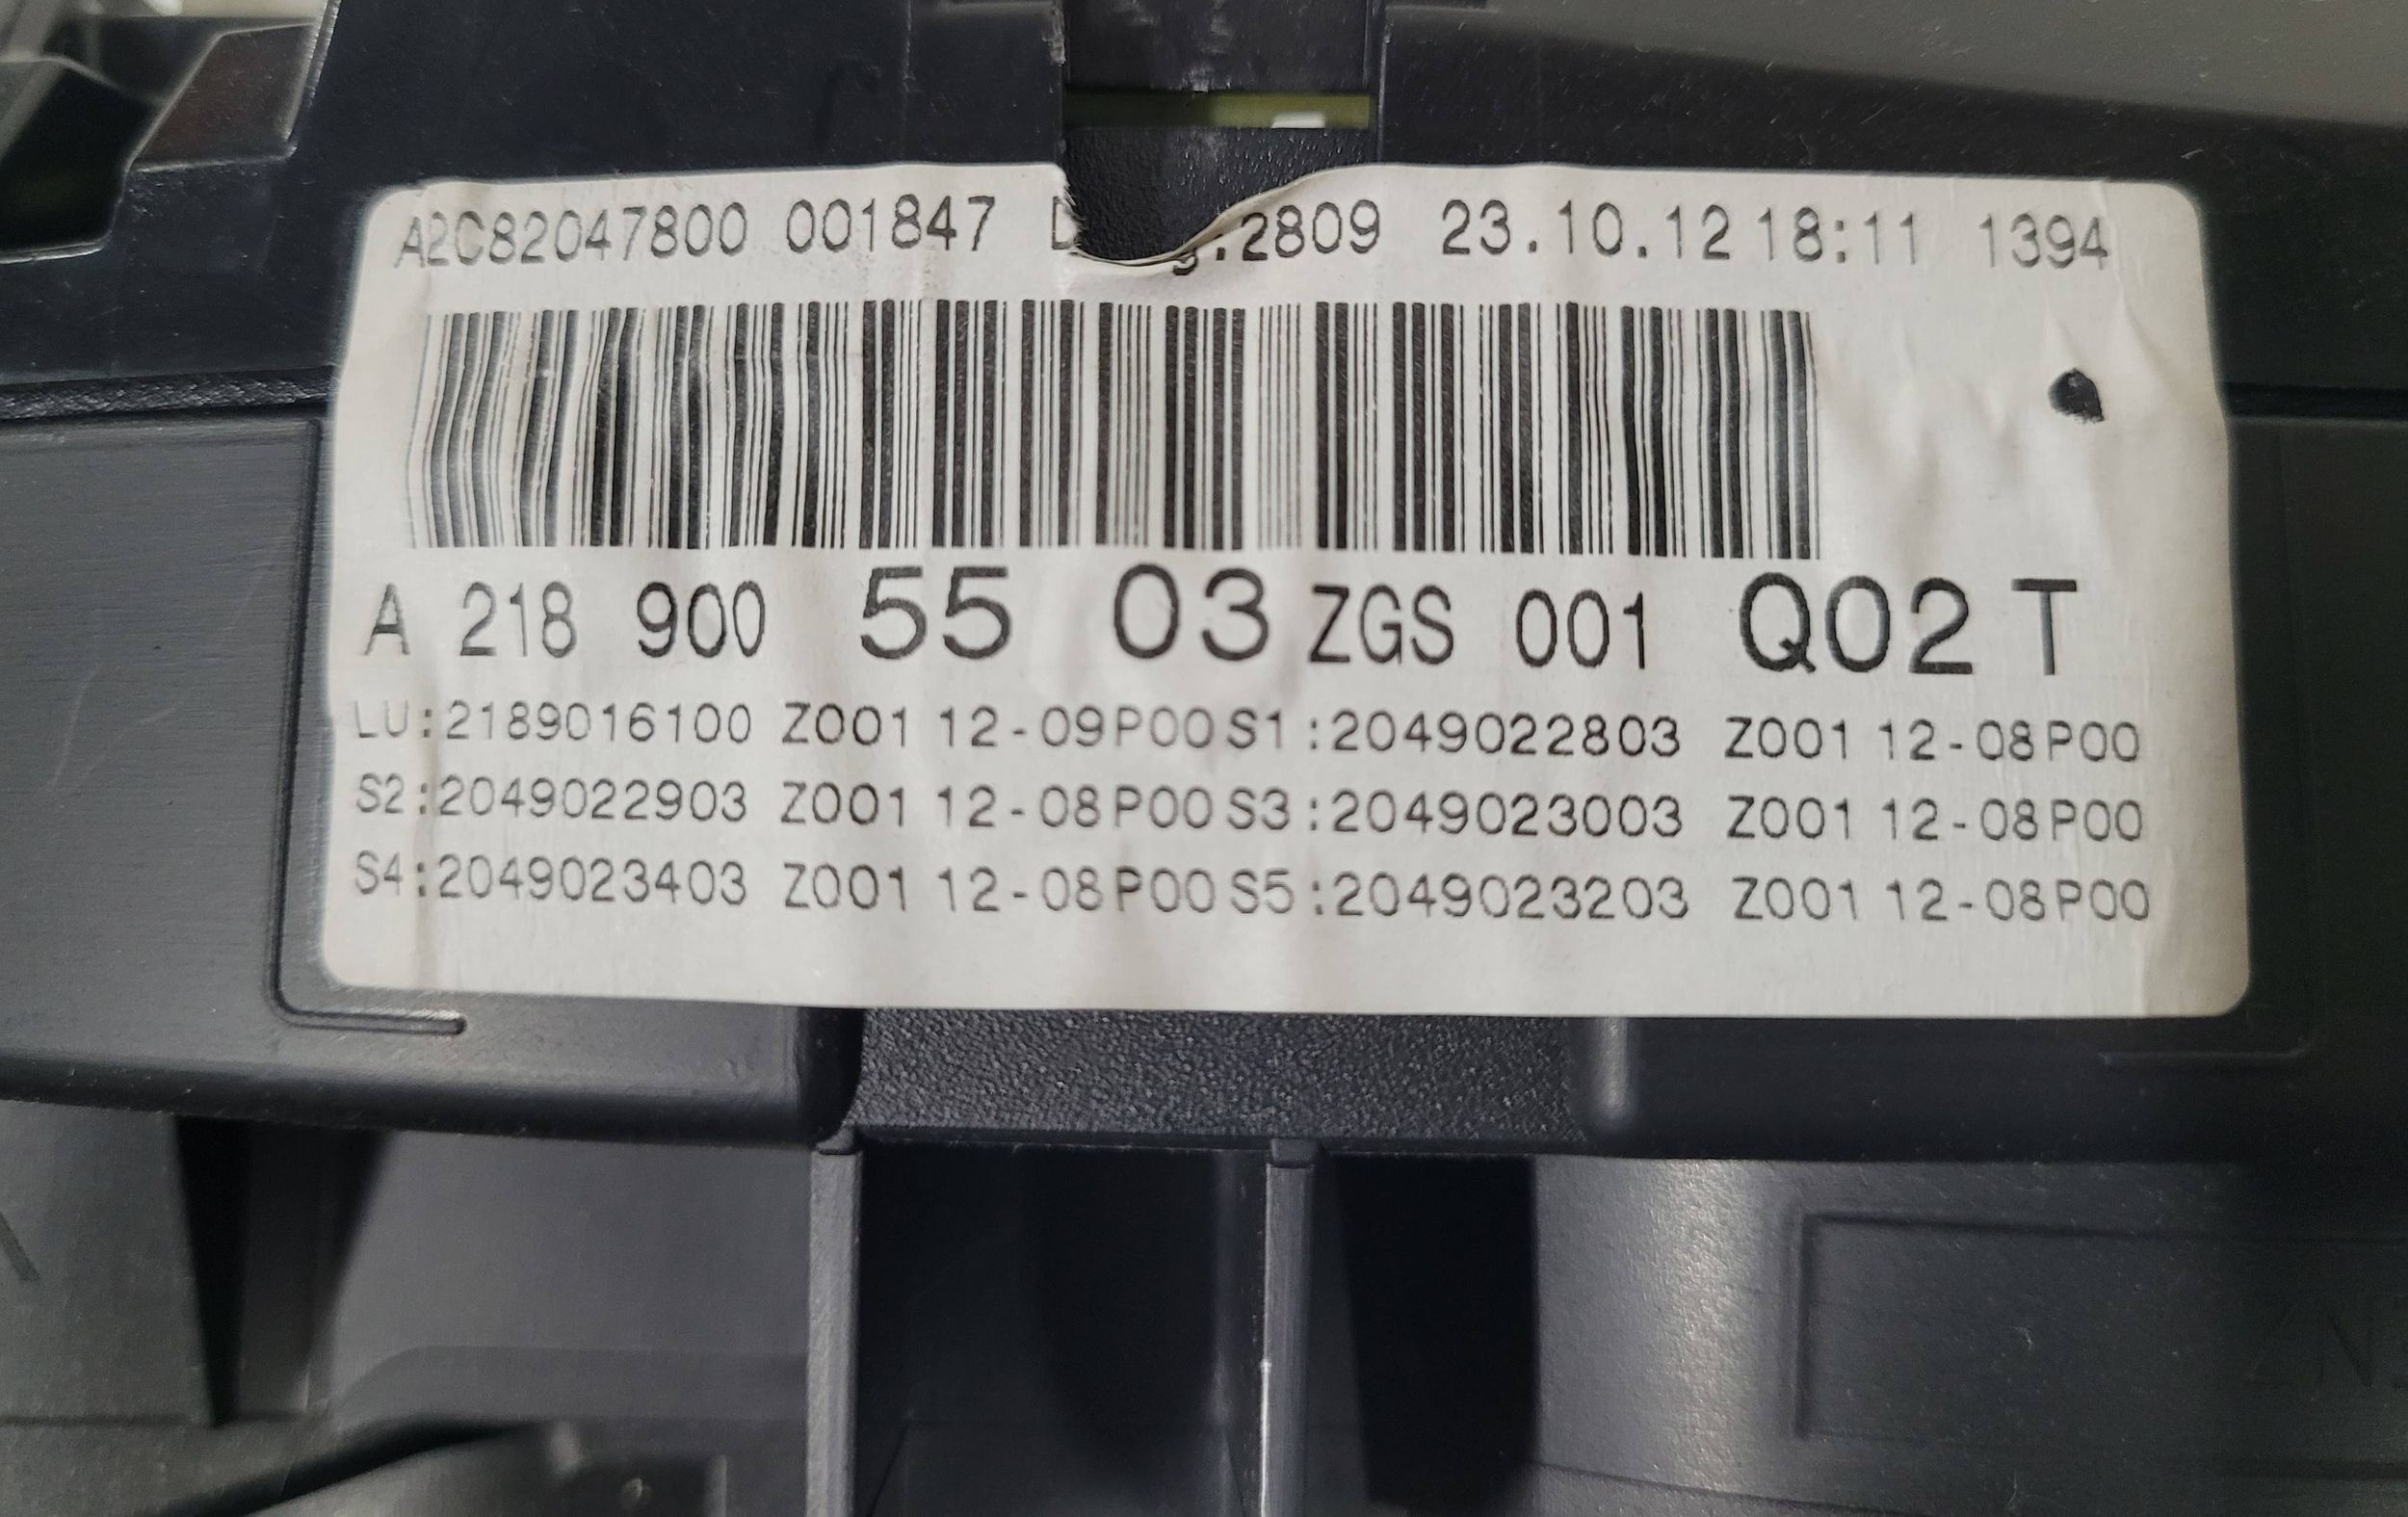 A2C82047800 001847 .2809 23.10.12 18:11 1394
A 218 900 55 03 ZGS 001 Q02 T
LU:2189016100 Z001 12-09P00 S1:2049022803 Z001 12-08P00
S2:2049022903 Z001 12-08P00 S3:2049023003 Z001 12-08P00
S4:2049023403 Z001 12-08P00 S5:2049023203 Z001 12-08P00